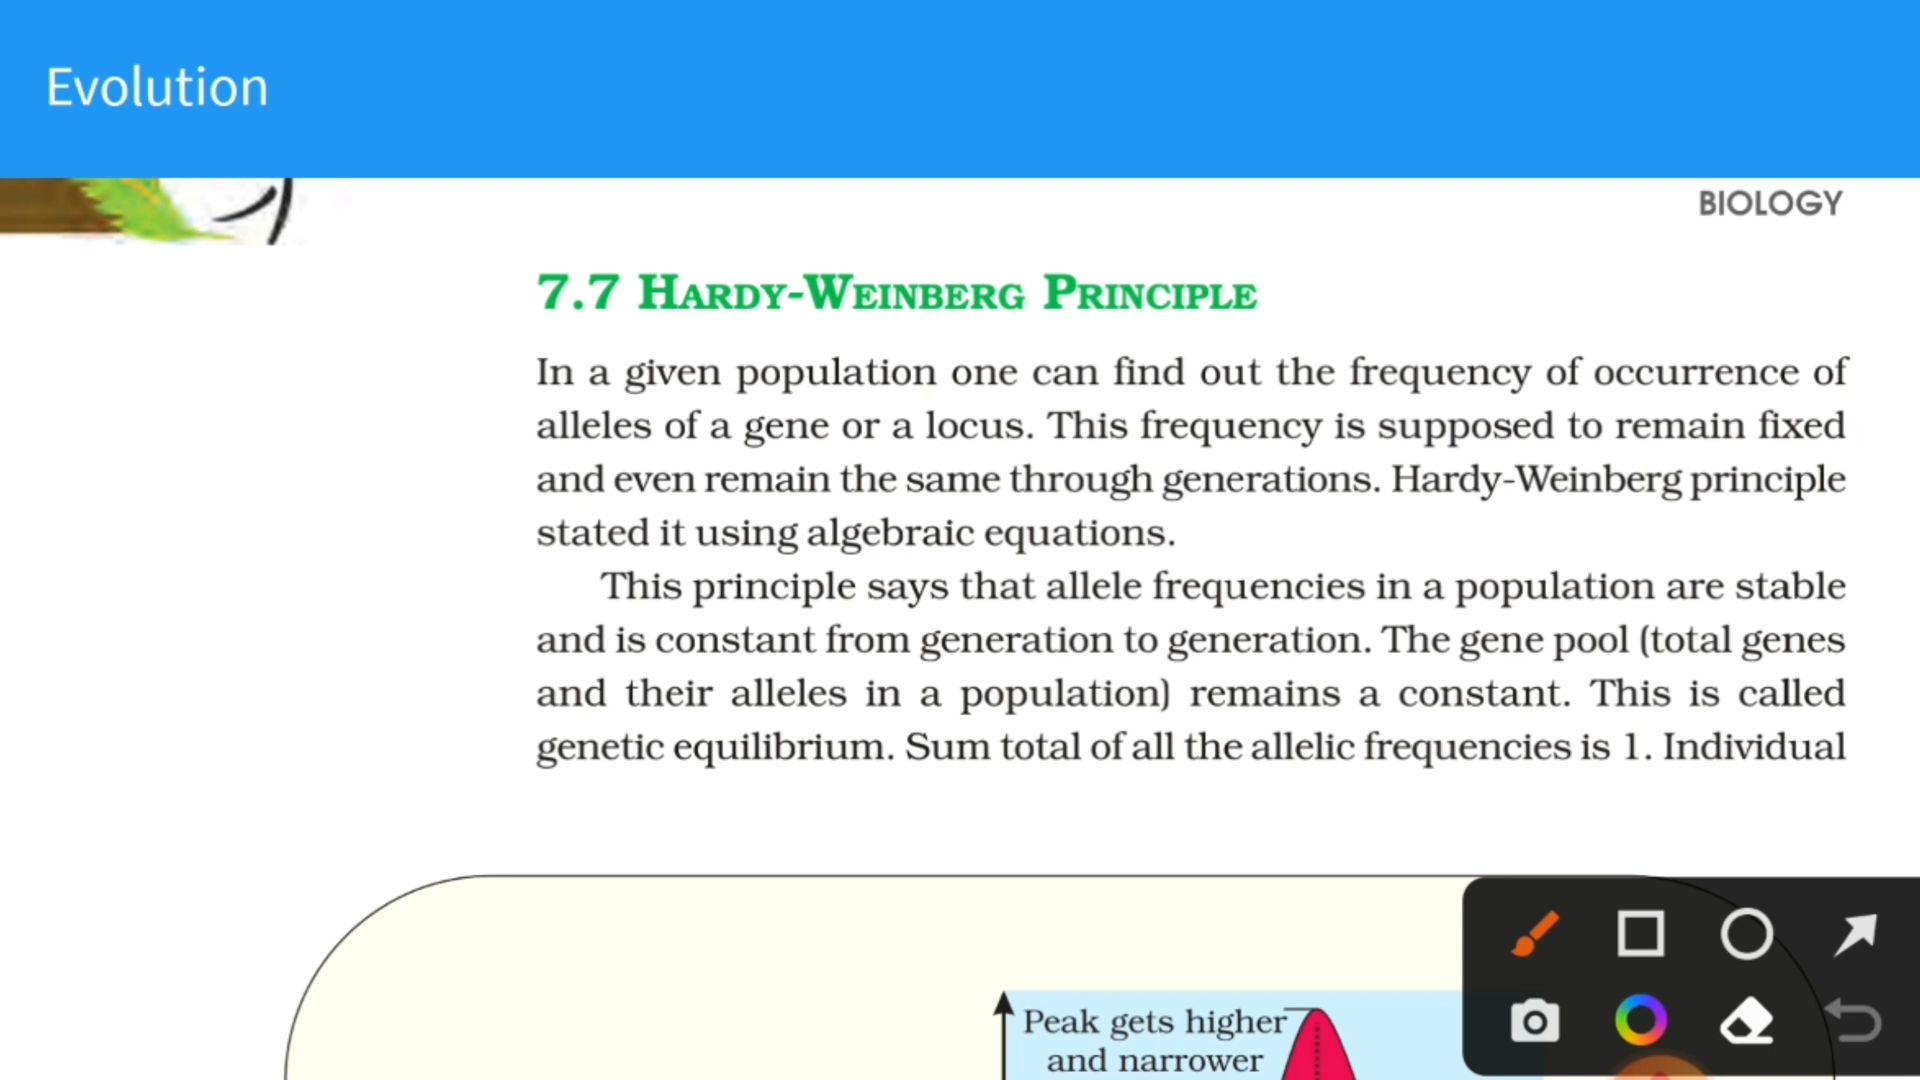 Evolution
BIOLOGY
7.7 HARDY-WEINBERG PRINCIPLE
In a given population one can find out the frequency of occurrence of
alleles of a gene or a locus. This frequency is supposed to remain fixed
and even remain the same through generations. Hardy-Weinberg principle
stated it using algebraic equations.
This principle says that allele frequencies in a population are stable
and is constant from generation to generation. The gene pool (total genes
and their alleles in a population) remains a constant. This is called
genetic equilibrium. Sum total of all the allelic frequencies is 1. Individual
Peak gets higher
and narrower